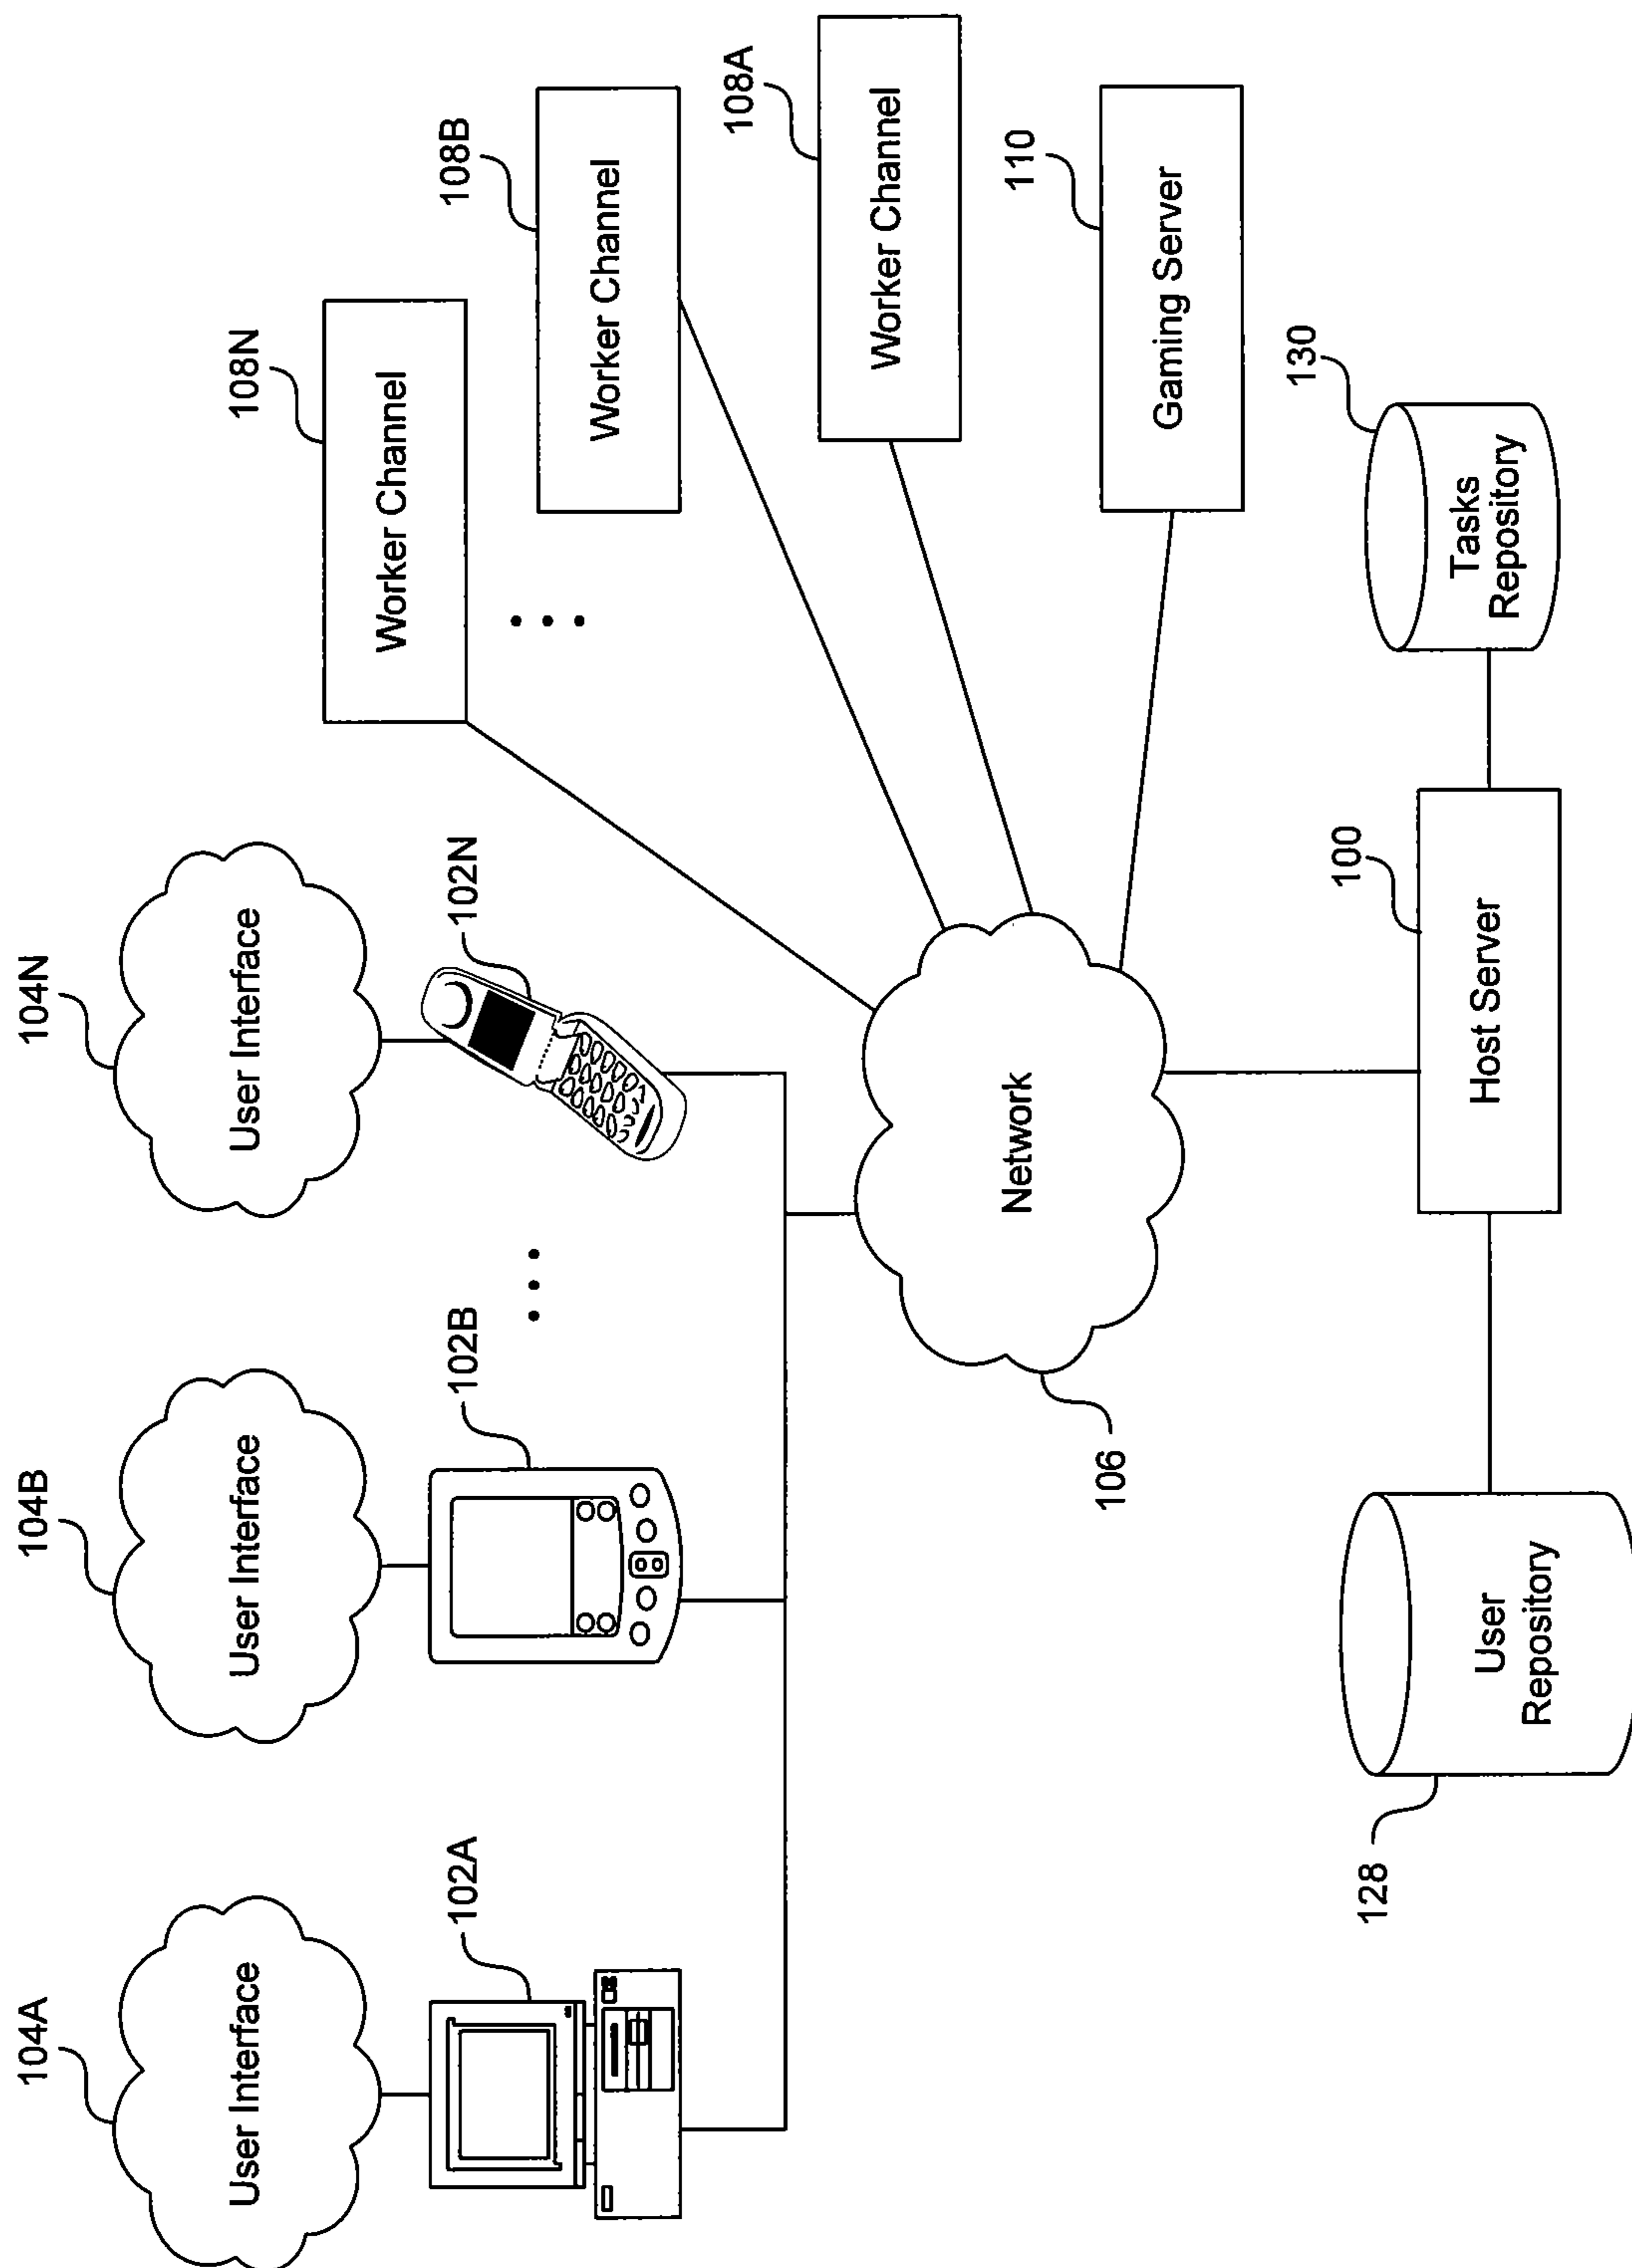 104A
104B
104N
User Interface
User Interface
User Interface
102A
102B
102N
108N
Worker Channel
108B
Worker Channel
108A
Worker Channel
110
Gaming Server
Network
106
100
Host Server
130
Tasks
Repository
128
User
Repository